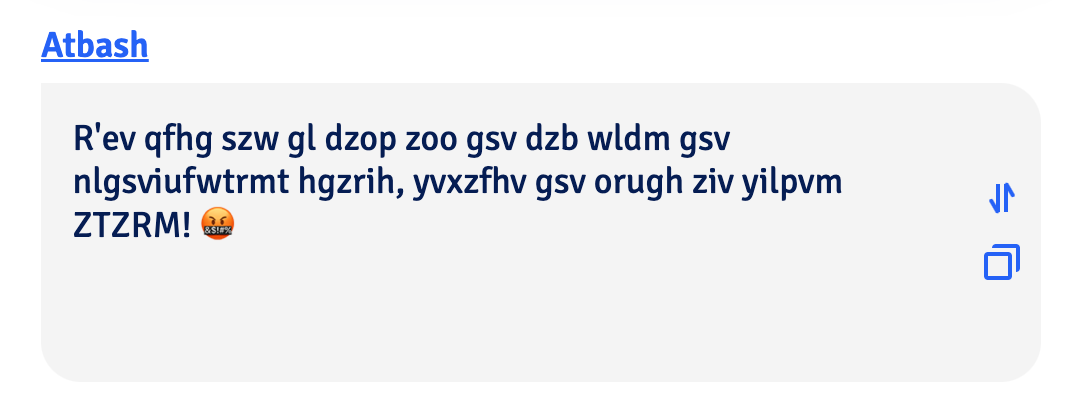 Atbash
R'ev qfhg szw gl dzop zoo gsv dzb wldm gsv
nlgsviufwtrmt hgzrih, yvxzfhv gsv orugh ziv yilpvm
ZTZRM! 🤬